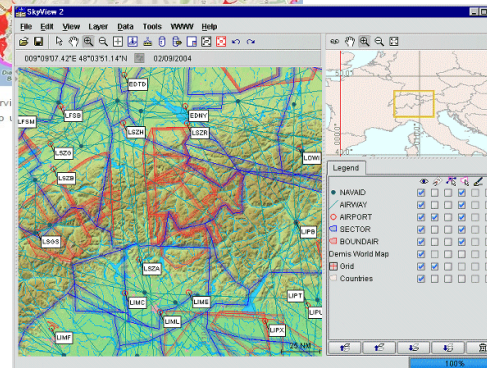 SkyView 2
File Edit View Layer Data Tools WWW Help
009°09'07.42"E 48°03'51.14"N 02/09/2004
EDTD
LFSB
LFSM
EDNY
LSZH
LSZR
LSZG
LOWI
LSZB
LSGS
LIPB
LSZA
LIMC
LIME
LIPT
LIML
LIPX
LIMF
25 NM
Legend
NAVAID
AIRWAY
AIRPORT
SECTOR
BOUNDAIR
Demis World Map
Grid
Countries
100%